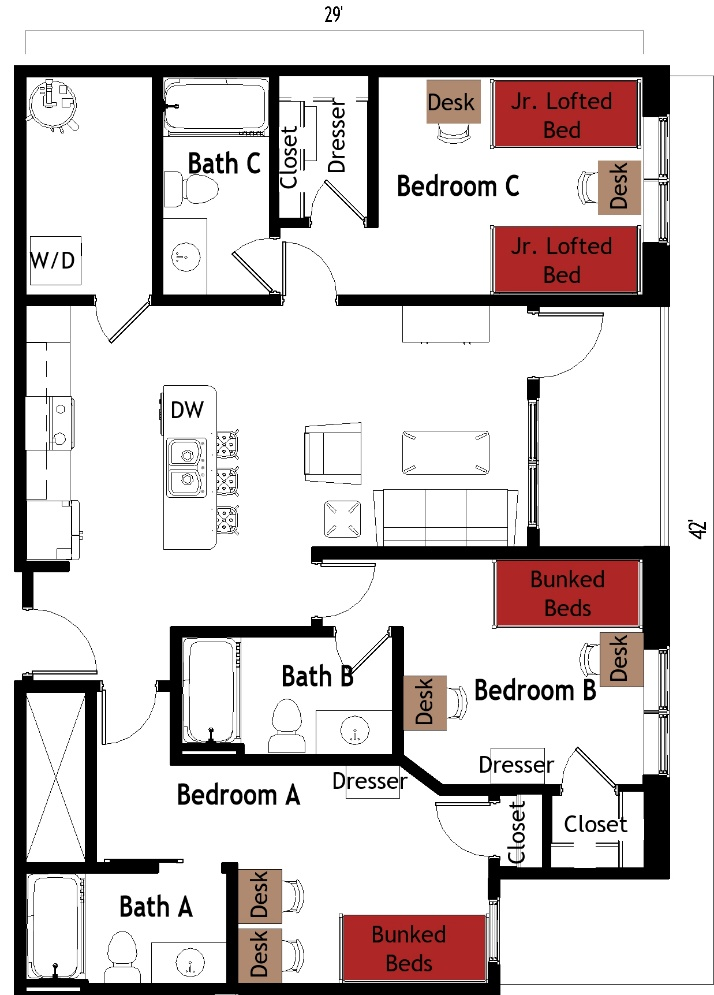 29'
Desk
Jr. Lofted
Bed
Closet
Dresser
Bath C
Bedroom C
Desk
W/D
Jr. Lofted
Bed
DW
42'
Bunked
Beds
Desk
Bath B
Bedroom B
Desk
Dresser
Dresser
Bedroom A
Closet
Closet
Desk
Bath A
Desk
Bunked
Beds